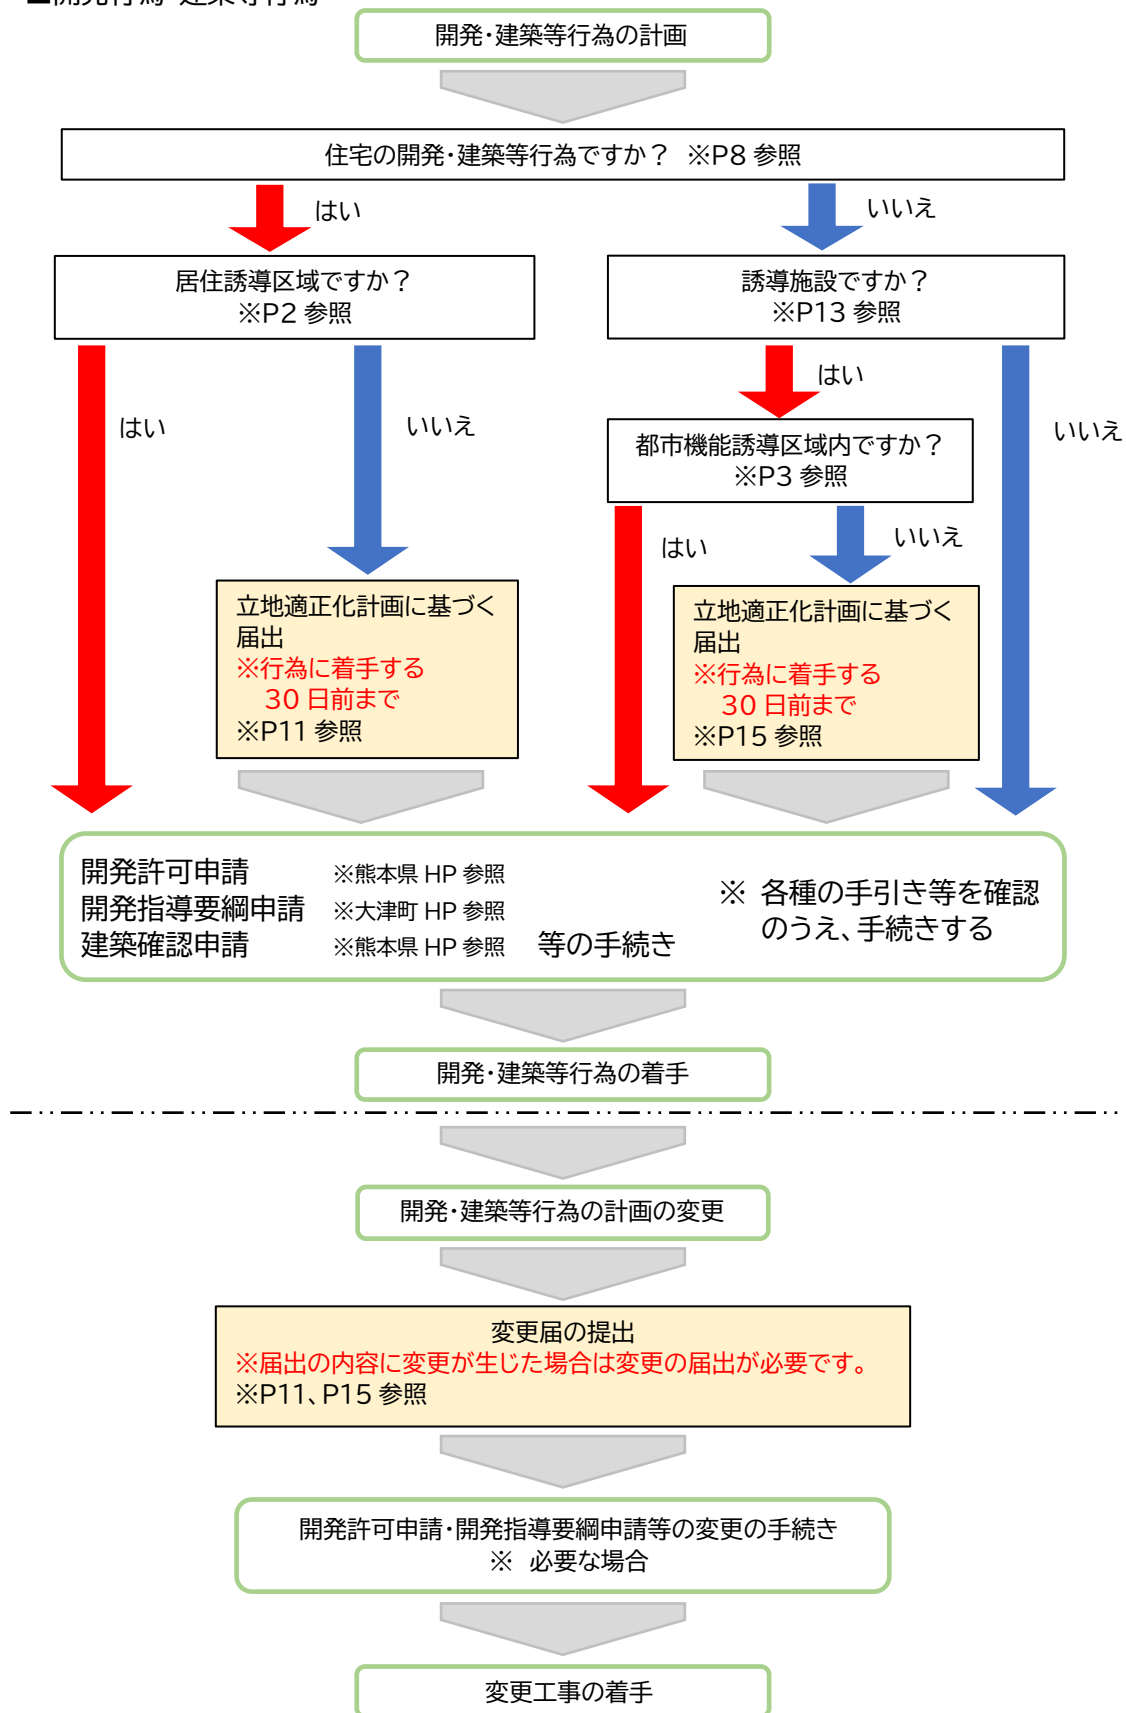 ■開発行為・建築等行為
開発・建築等行為の計画
住宅の開発・建築等行為ですか？ ※P8 参照
はい
いいえ
居住誘導区域ですか？
※P2 参照
誘導施設ですか？
※P13 参照
はい
いいえ
はい
いいえ
都市機能誘導区域内ですか？
※P3 参照
はい
いいえ
立地適正化計画に基づく
届出
※行為に着手する
30 日前まで
※P11 参照
立地適正化計画に基づく
届出
※行為に着手する
30 日前まで
※P15 参照
開発許可申請 ※熊本県 HP 参照
開発指導要綱申請 ※大津町 HP 参照
建築確認申請 ※熊本県 HP 参照 等の手続き
※ 各種の手引き等を確認
のうえ、手続きする
開発・建築等行為の着手
開発・建築等行為の計画の変更
変更届の提出
※届出の内容に変更が生じた場合は変更の届出が必要です。
※P11、P15 参照
開発許可申請・開発指導要綱申請等の変更の手続き
※ 必要な場合
変更工事の着手